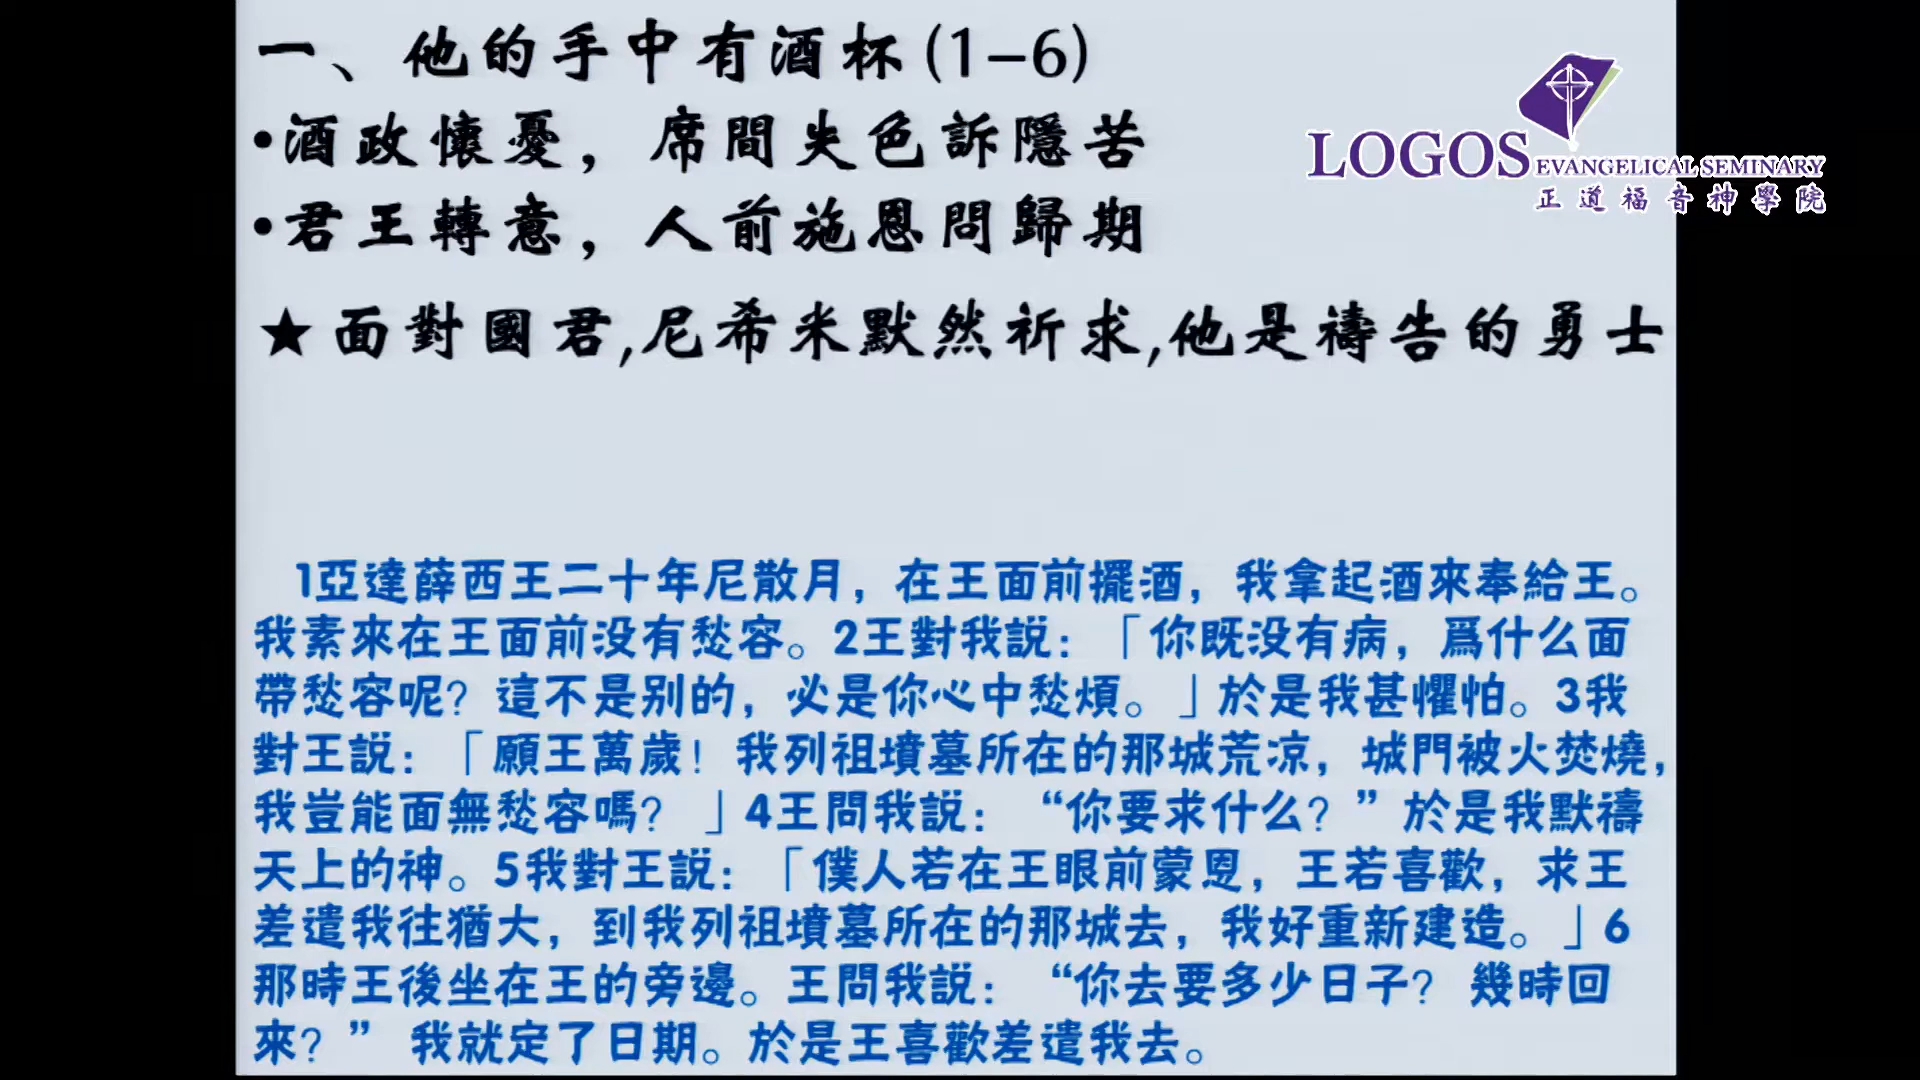 一、他的手中有酒杯(1-6)
•酒政懷憂，席間失色訴隱苦
•君王轉意，人前施恩問歸期
★面對國君,尼希米默然祈求,他是禱告的勇士
LOGOS EVANGELICAL SEMINARY
正道福音神學院
1亞達薛西王二十年尼散月，在王面前擺酒，我拿起酒來奉給王。
我素來在王面前没有愁容。2王對我説：「你既没有病，爲什么面
帶愁容呢？這不是别的，必是你心中愁煩。」於是我甚懼怕。3我
對王説：「願王萬歲！我列祖墳墓所在的那城荒凉，城門被火焚燒，
我豈能面無愁容嗎？」4王問我説：“你要求什么？”於是我默禱
天上的神。5我對王説：「僕人若在王眼前蒙恩，王若喜歡，求王
差遣我往猶大，到我列祖墳墓所在的那城去，我好重新建造。」6
那時王後坐在王的旁邊。王問我説：“你去要多少日子？幾時回
來？”我就定了日期。於是王喜歡差遣我去。